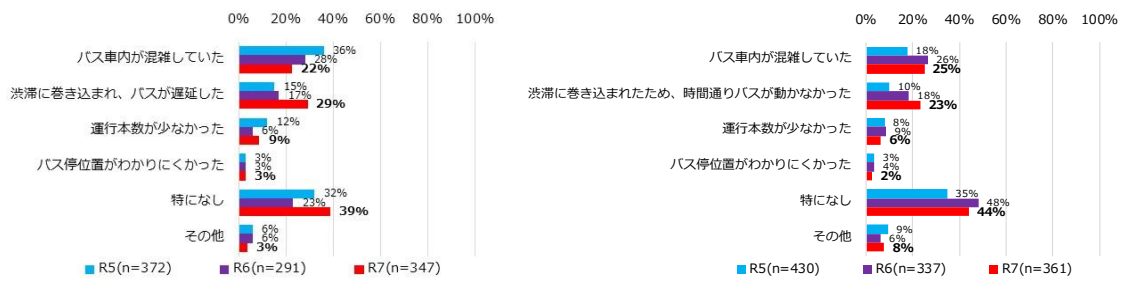 0% 20% 40% 60% 80% 100%
バス車内が混雑していた
36%
28%
22%
渋滞に巻き込まれ、バスが遅延した
15%
17%
29%
運行本数が少なかった
12%
6%
9%
バス停位置がわかりにくかった
3%
3%
3%
特になし
32%
23%
39%
その他
6%
6%
3%
R5(n=372) R6(n=291) R7(n=347)
0% 20% 40% 60% 80% 100%
バス車内が混雑していた
18%
26%
25%
渋滞に巻き込まれたため、時間通りバスが動かなかった
10%
18%
23%
運行本数が少なかった
8%
9%
6%
バス停位置がわかりにくかった
3%
4%
2%
特になし
35%
48%
44%
その他
9%
6%
8%
R5(n=430) R6(n=337) R7(n=361)